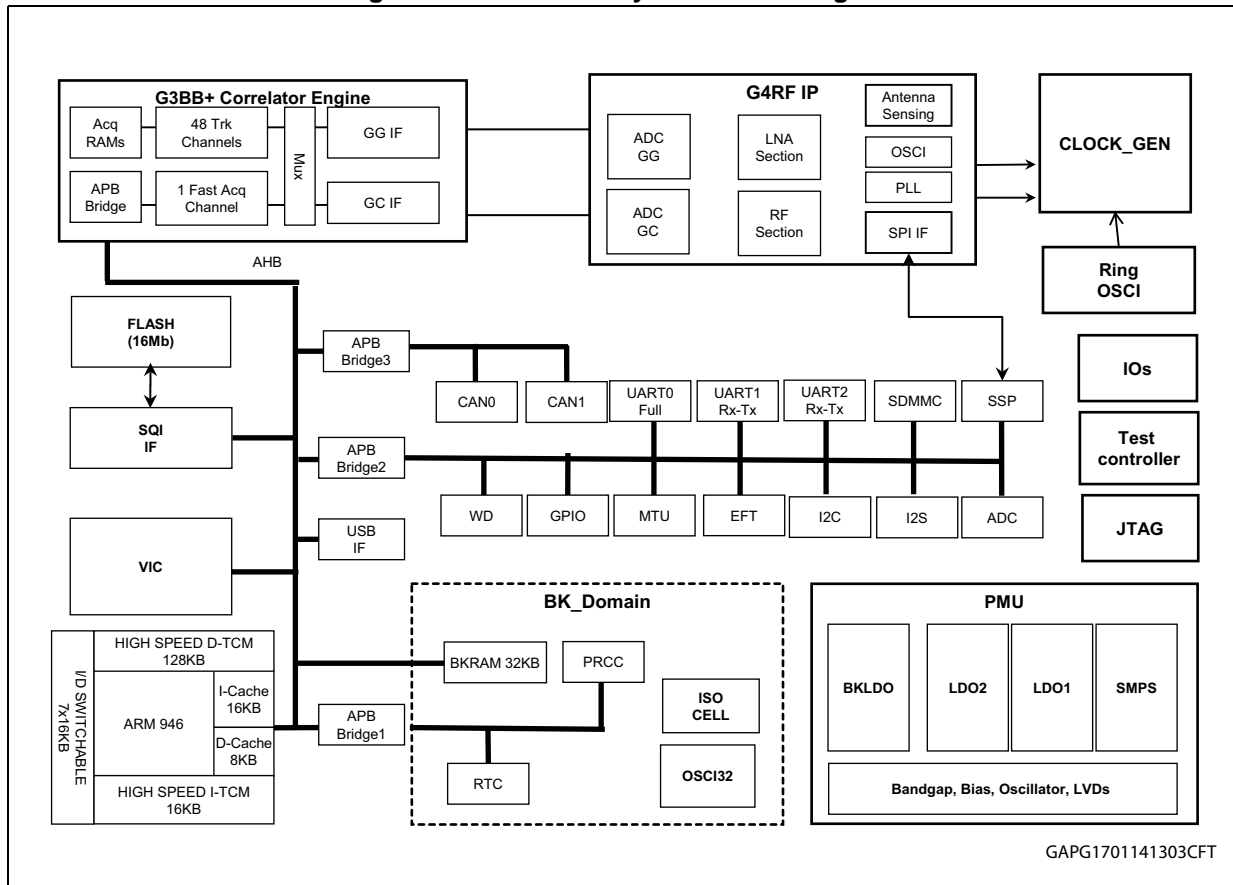 G3BB+ Correlator Engine
Acq
RAMs
48 Trk
Channels
Mux
GG IF
APB
Bridge
1 Fast Acq
Channel
GC IF
G4RF IP
ADC
GG
LNA
Section
Antenna
Sensing
OSCI
PLL
ADC
GC
RF
Section
SPI IF
CLOCK_GEN
Ring
OSCI
AHB
FLASH
(16Mb)
SQI
IF
APB
Bridge3
CAN0
CAN1
UART0
Full
UART1
Rx-Tx
UART2
Rx-Tx
SDMMC
SSP
APB
Bridge2
WD
GPIO
MTU
EFT
I2C
I2S
ADC
IOs
Test
controller
JTAG
VIC
USB
IF
I/D SWITCHABLE
7x16KB
HIGH SPEED D-TCM
128KB
ARM 946
I-Cache
16KB
D-Cache
8KB
HIGH SPEED I-TCM
16KB
APB
Bridge1
BK_Domain
BKRAM 32KB
PRCC
ISO
CELL
RTC
OSCI32
PMU
BKLDO
LDO2
LDO1
SMPS
Bandgap, Bias, Oscillator, LVDs
GAPG1701141303CFT